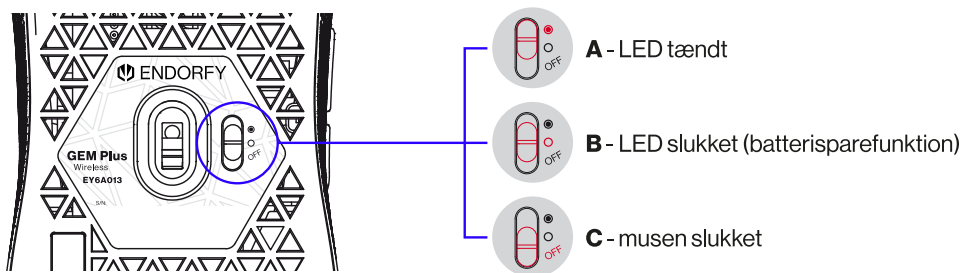 ENDORFY
OFF
GEM Plus
Wireless
EY6A013
S/N:
OFF
A - LED tændt
OFF
B - LED slukket (batterisparefunktion)
OFF
C - musen slukket